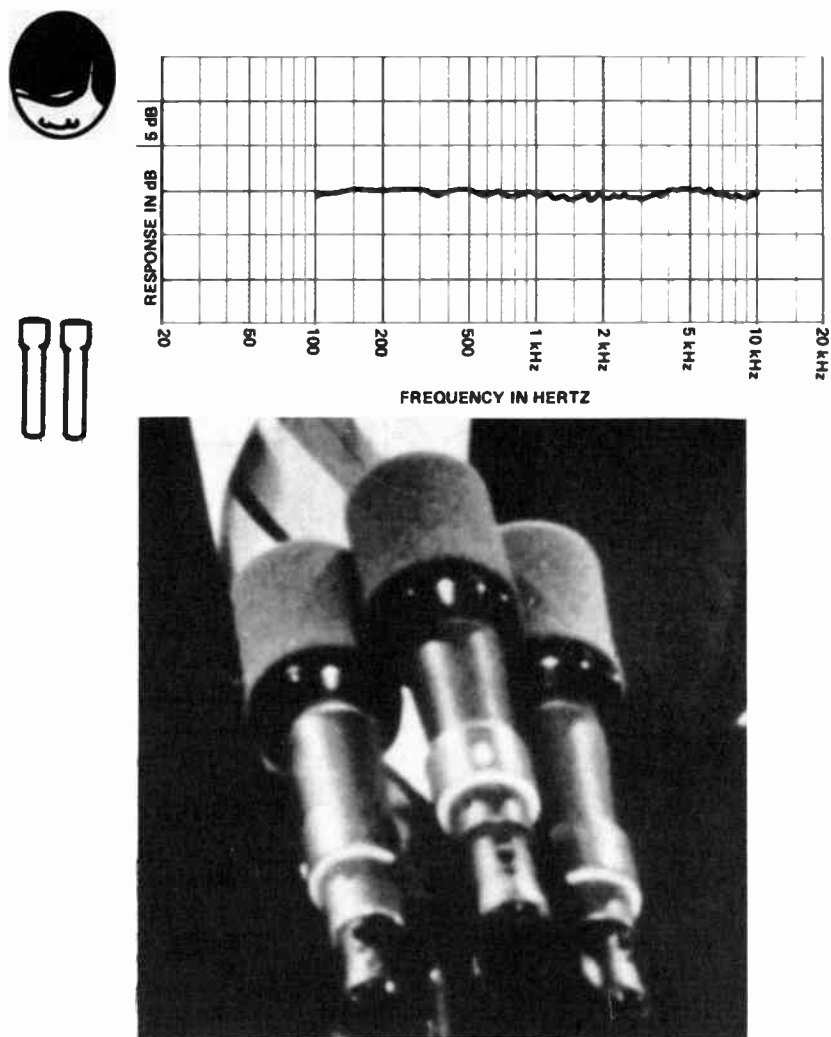 5 dB
RESPONSE IN dB
20
50
100
200
500
1 kHz
2 kHz
5 kHz
10 kHz
20 kHz
FREQUENCY IN HERTZ